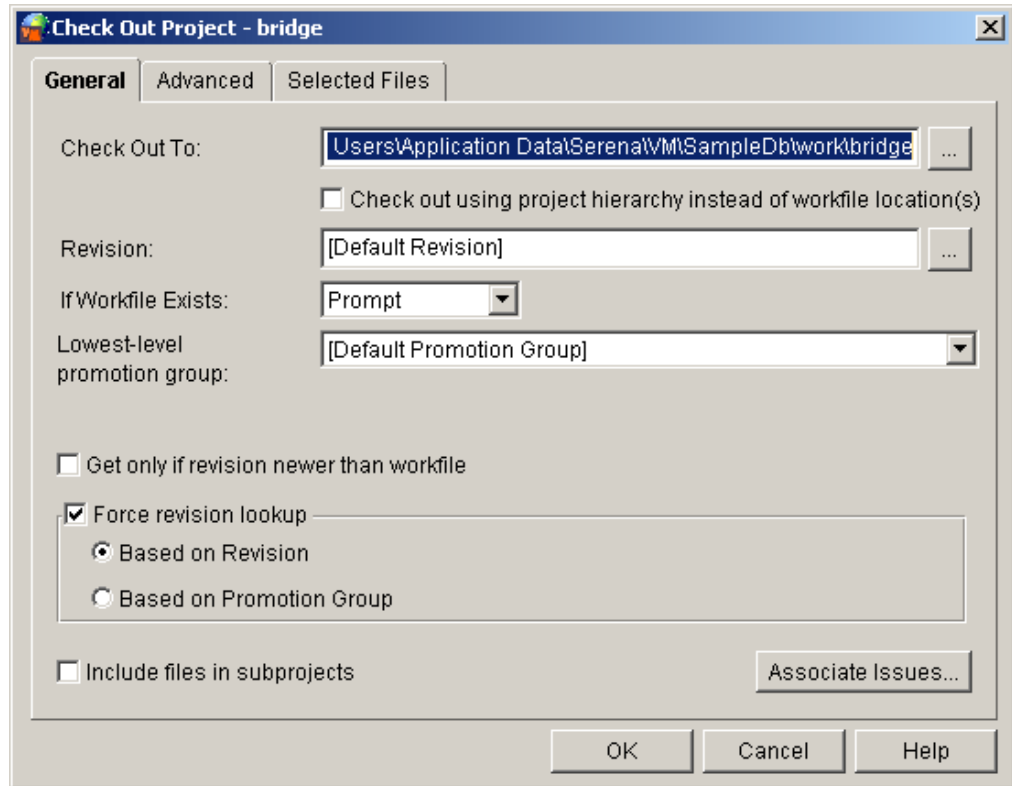 Check Out Project - bridge
General
Advanced
Selected Files
Check Out To:
Users\Application Data\Serena\VM\SampleDb\work\bridge
...
Check out using project hierarchy instead of workfile location(s)
Revision:
[Default Revision]
...
If Workfile Exists:
Prompt
Lowest-level
promotion group:
[Default Promotion Group]
Get only if revision newer than workfile
Force revision lookup
Based on Revision
Based on Promotion Group
Include files in subprojects
Associate Issues...
OK
Cancel
Help